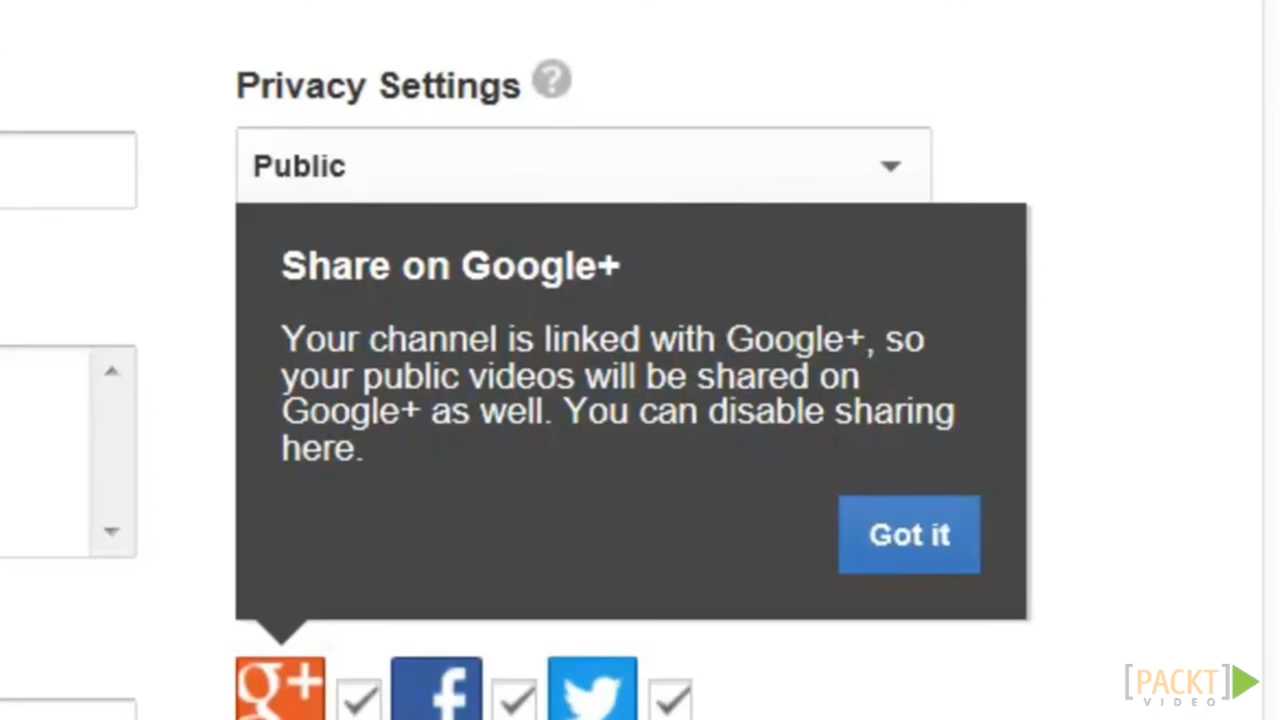 Privacy Settings ?
Public
Share on Google+
Your channel is linked with Google+, so
your public videos will be shared on
Google+ as well. You can disable sharing
here.
Got it
g+ f
[PACKT]
VIDEO